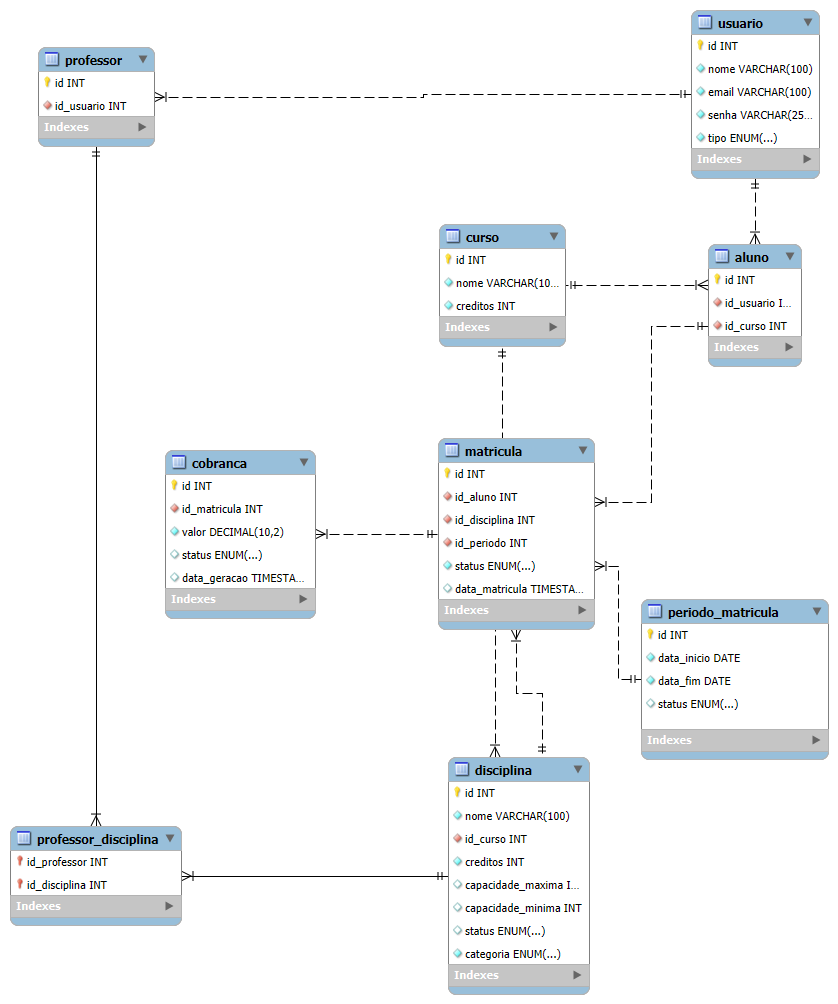 usuario
id INT
nome VARCHAR(100)
email VARCHAR(100)
senha VARCHAR(25...
tipo ENUM(...)
Indexes
professor
id INT
id_usuario INT
Indexes
curso
id INT
nome VARCHAR(10...
creditos INT
Indexes
aluno
id INT
id_usuario I...
id_curso INT
Indexes
matricula
id INT
id_aluno INT
id_disciplina INT
id_periodo INT
status ENUM(...)
data_matricula TIMESTA...
Indexes
cobranca
id INT
id_matricula INT
valor DECIMAL(10,2)
status ENUM(...)
data_geracao TIMESTA...
Indexes
periodo_matricula
id INT
data_inicio DATE
data_fim DATE
status ENUM(...)
Indexes
disciplina
id INT
nome VARCHAR(100)
id_curso INT
creditos INT
capacidade_maxima I...
capacidade_minima INT
status ENUM(...)
categoria ENUM(...)
Indexes
professor_disciplina
id_professor INT
id_disciplina INT
Indexes